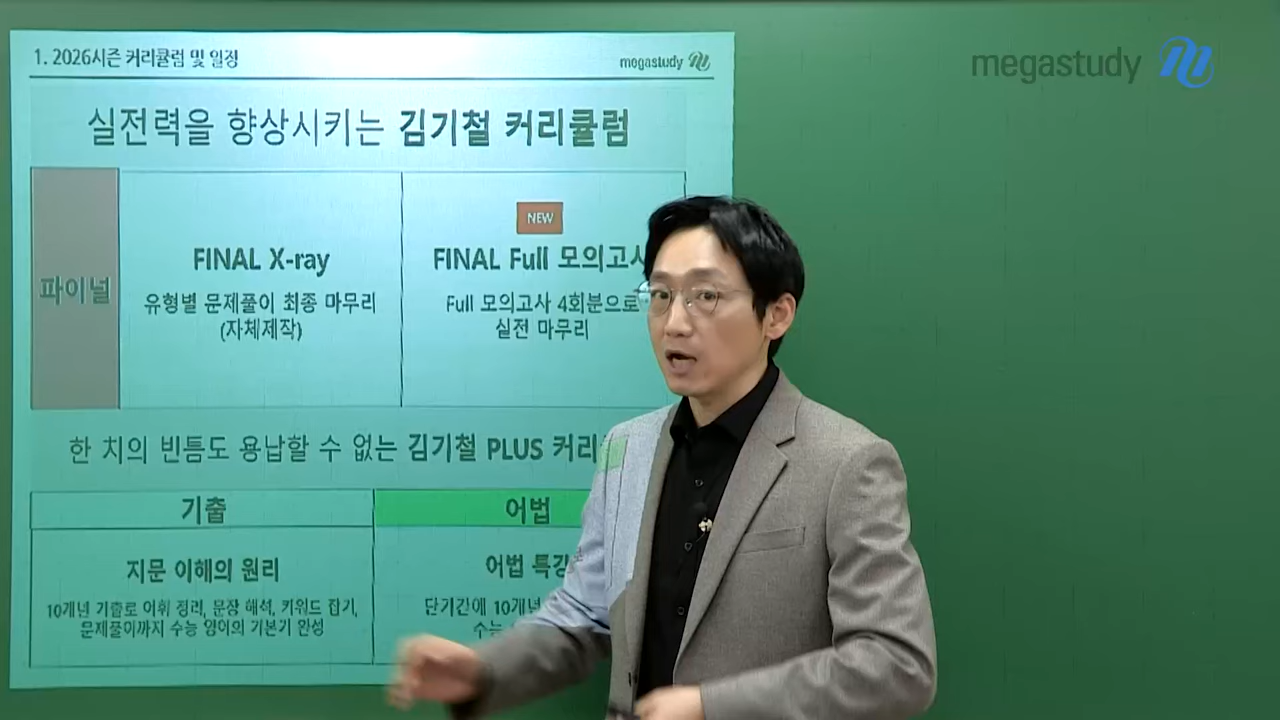 1. 2026시즌 커리큘럼 및 일정
megastudy
megastudy
실전력을 향상시키는 김기철 커리큘럼
파이널
FINAL X-ray
유형별 문제풀이 최종 마무리
(자체제작)
NEW
FINAL Full 모의고사
Full 모의고사 4회분으로
실전 마무리
한 치의 빈틈도 용납할 수 없는 김기철 PLUS 커리
기출
지문 이해의 원리
10개년 기출로 어휘 정리, 문장 해석, 키워드 잡기,
문제풀이까지 수능 영어의 기본기 완성
어법
어법 특강
단기간에 10개년
수능